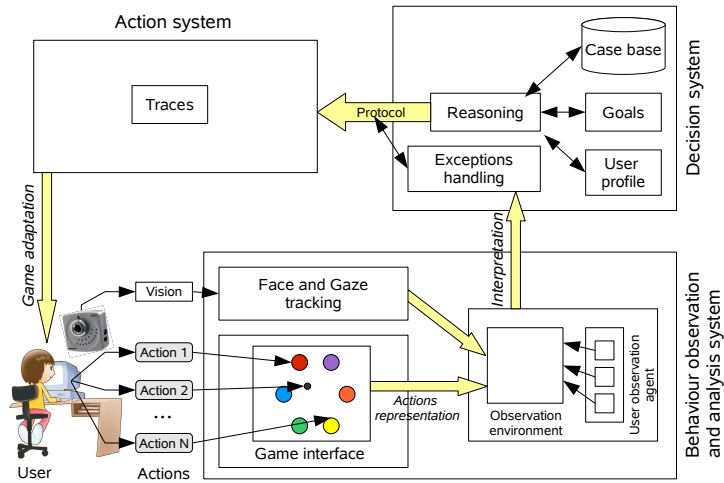 Action system
Traces
Protocol
Reasoning
Case base
Goals
User
profile
Exceptions
handling
Decision system
Game adaptation
Interpretation
Vision
Face and Gaze
tracking
Action 1
Action 2
...
Action N
Actions
User
Game interface
Actions
representation
Observation
environment
User observation
agent
Behaviour observation
and analysis system